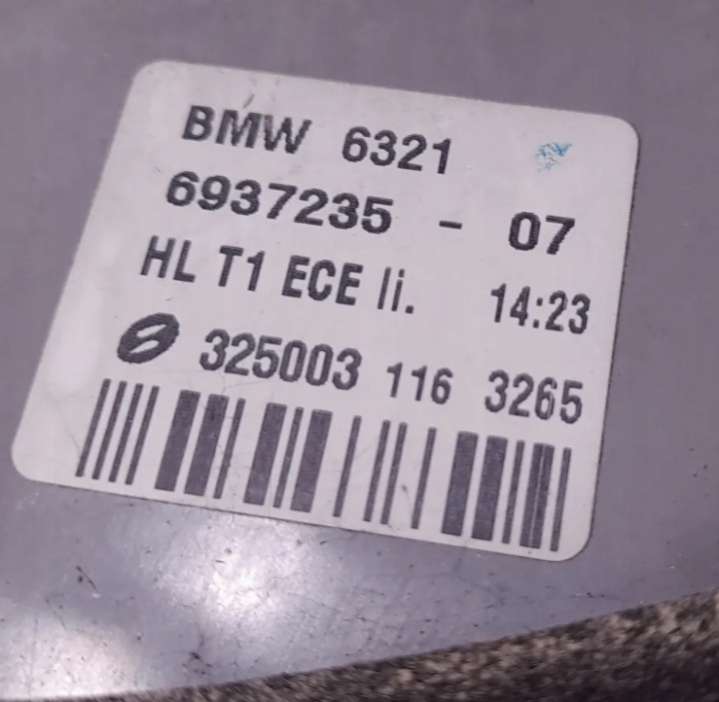 BMW 6321
6937235 - 07
HL T1 ECE li. 14:23
325003 116 3265